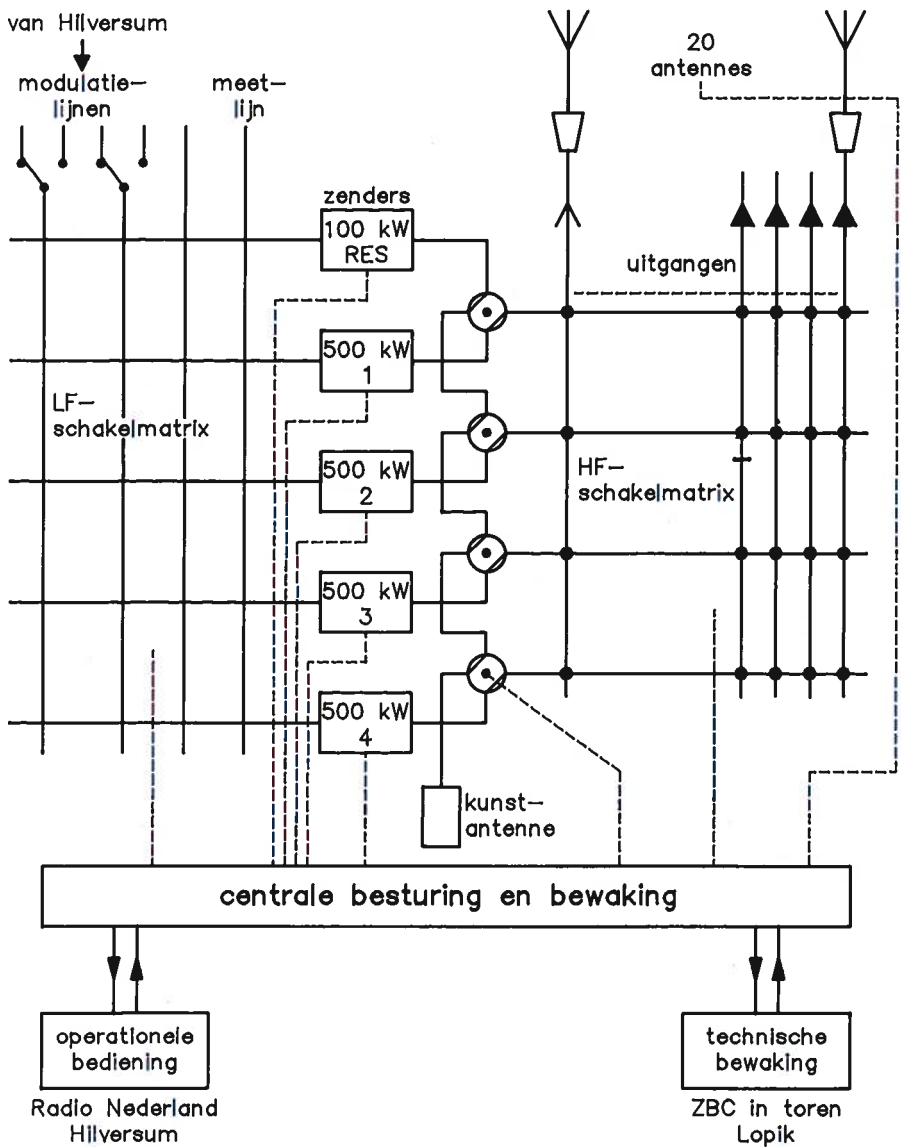 van Hilversum
modulatie-
lijnen
meet-
lijn
20
antennes
zenders
100 kW
RES
uitgangen
500 kW
1
LF-
schakelmatrix
500 kW
2
HF-
schakelmatrix
500 kW
3
500 kW
4
kunst-
antenne
centrale besturing en bewaking
operationele
bediening
Radio Nederland
Hilversum
technische
bewaking
ZBC in toren
Lopik